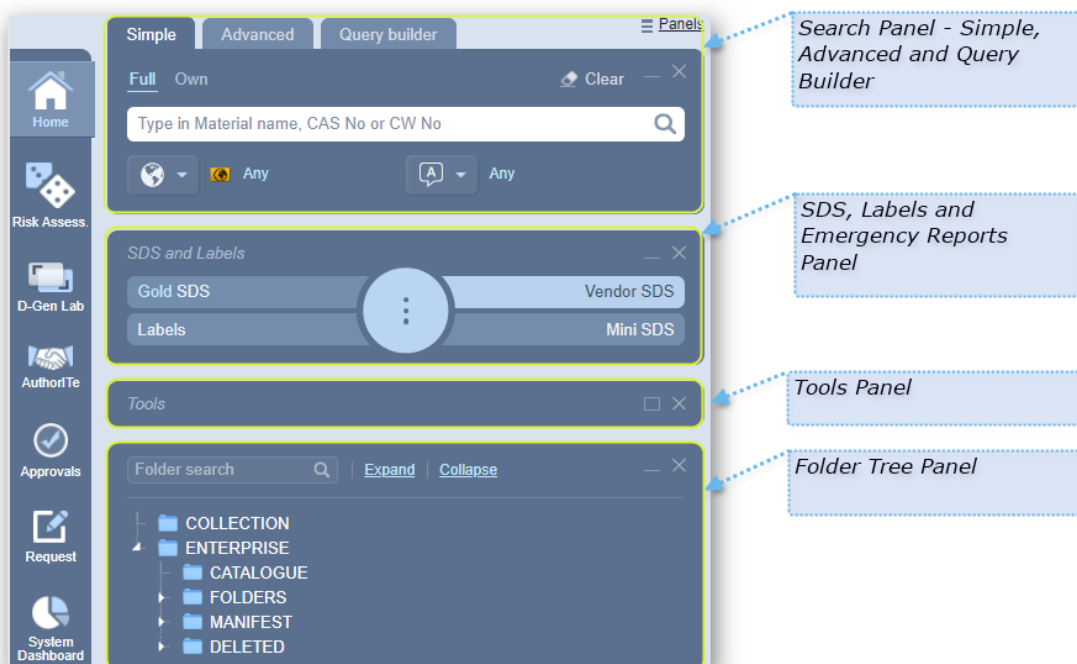 Simple
Advanced
Query builder
Panels
Full
Own
Clear
Type in Material name, CAS No or CW No
Any
A
Any
SDS and Labels
Gold SDS
Vendor SDS
Labels
Mini SDS
Tools
Folder search
Expand
Collapse
COLLECTION
ENTERPRISE
CATALOGUE
FOLDERS
MANIFEST
DELETED
Home
Risk Assess.
D-Gen Lab
AuthorITe
Approvals
Request
System
Dashboard
Search Panel - Simple,
Advanced and Query
Builder
SDS, Labels and
Emergency Reports
Panel
Tools Panel
Folder Tree Panel